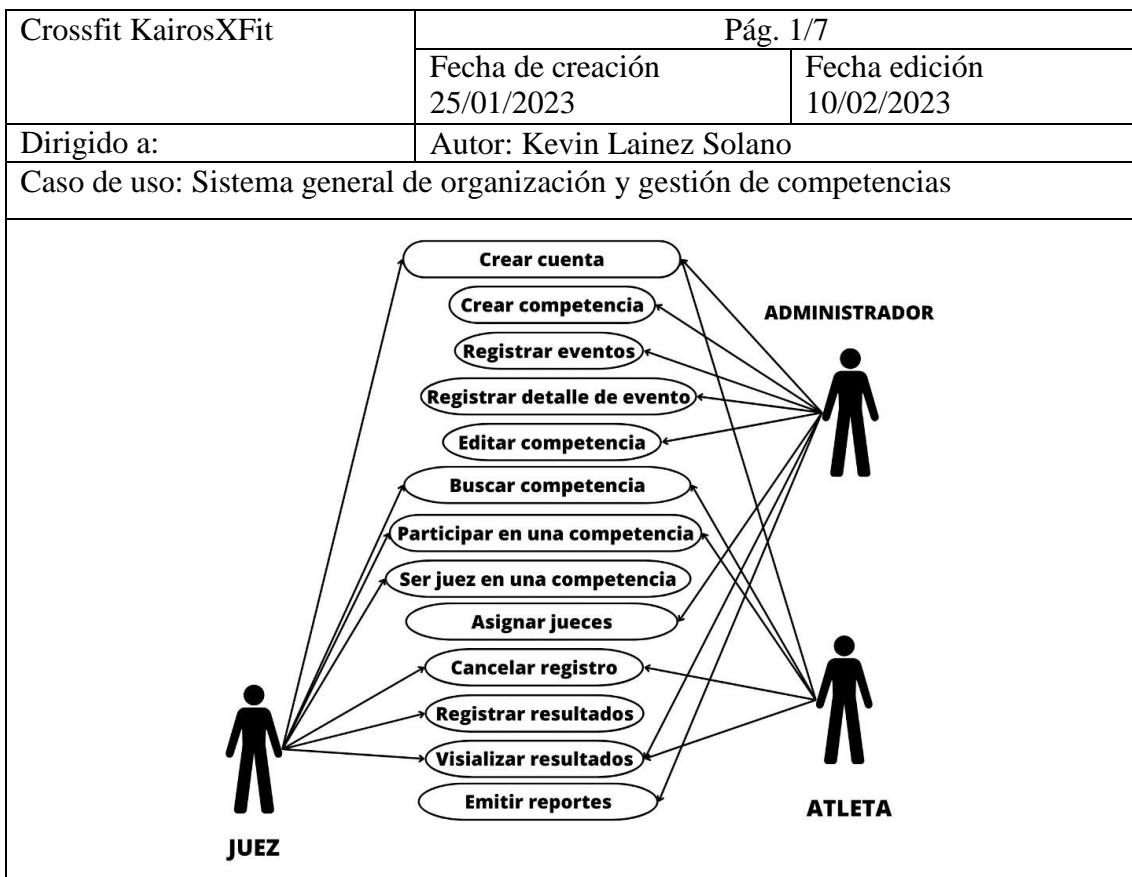 Crossfit KairosXFit
Pág. 1/7
Fecha de creación
25/01/2023
Fecha edición
10/02/2023
Dirigido a:
Autor: Kevin Lainez Solano
Caso de uso: Sistema general de organización y gestión de competencias
Crear cuenta
Crear competencia
ADMINISTRADOR
Registrar eventos
Registrar detalle de evento
Editar competencia
Buscar competencia
Participar en una competencia
Ser juez en una competencia
Asignar jueces
Cancelar registro
Registrar resultados
Visializar resultados
Emitir reportes
ATLETA
JUEZ